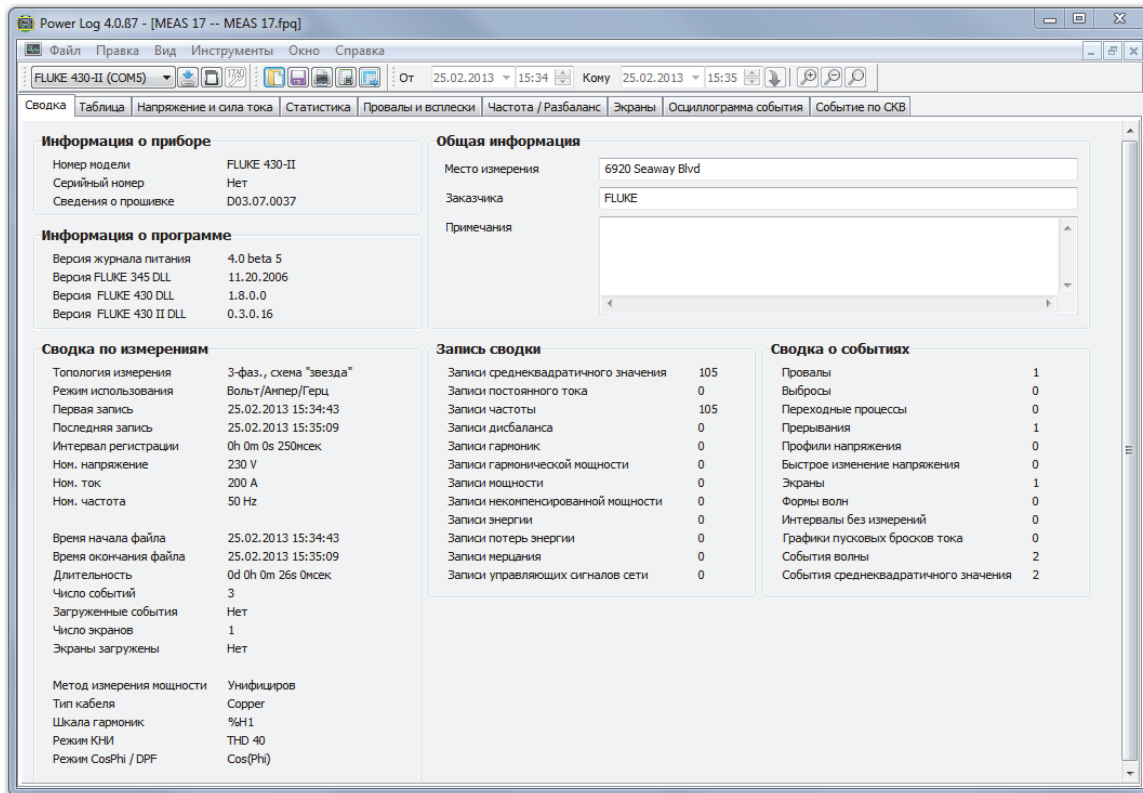 Power Log 4.0.ß7 - [MEAS 17 -- MEAS 17.fpq]
Файл Правка Вид Инструменты Окно Справка
FLUKE 430-II (COM5) От 25.02.2013 15:34 Кому 25.02.2013 15:35
Сводка Таблица Напряжение и сила тока Статистика Провалы и всплески Частота / Разбаланс Экраны Осциллограмма события Событие по СКВ
Информация о приборе
Номер модели FLUKE 430-II
Серийный номер Нет
Сведения о прошивке D03.07.0037
Информация о программе
Версия журнала питания 4.0 beta 5
Версия FLUKE 345 DLL 11.20.2006
Версия FLUKE 430 DLL 1.8.0.0
Версия FLUKE 430 II DLL 0.3.0.16
Общая информация
Место измерения 6920 Seaway Blvd
Заказчика FLUKE
Примечания
Сводка по измерениям
Топология измерения 3-фаз., схема "звезда"
Режим использования Вольт/Ампер/Герц
Первая запись 25.02.2013 15:34:43
Последняя запись 25.02.2013 15:35:09
Интервал регистрации 0h 0m 0s 250мсек
Ном. напряжение 230 V
Ном. ток 200 A
Ном. частота 50 Hz
Время начала файла 25.02.2013 15:34:43
Время окончания файла 25.02.2013 15:35:09
Длительность 0d 0h 0m 26s 0мсек
Число событий 3
Загруженные события Нет
Число экранов 1
Экраны загружены Нет
Метод измерения мощности Унифициров
Тип кабеля Copper
Шкала гармоник %H1
Режим КНИ THD 40
Режим CosPhi / DPF Cos(Phi)
Запись сводки
Записи среднеквадратичного значения 105
Записи постоянного тока 0
Записи частоты 105
Записи дисбаланса 0
Записи гармоник 0
Записи гармонической мощности 0
Записи мощности 0
Записи некомпенсированной мощности 0
Записи энергии 0
Записи потерь энергии 0
Записи мерцания 0
Записи управляющих сигналов сети 0
Сводка о событиях
Провалы 1
Выбросы 0
Переходные процессы 0
Прерывания 1
Профили напряжения 0
Быстрое изменение напряжения 0
Экраны 1
Формы волн 0
Интервалы без измерений 0
Графики пусковых бросков тока 0
События волны 2
События среднеквадратичного значения 2